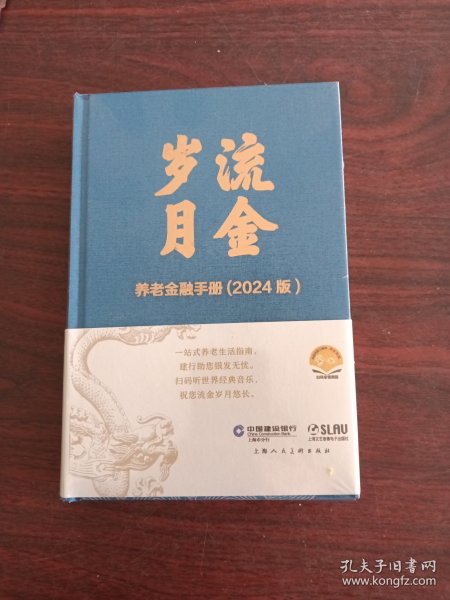 流金
岁月
养老金融手册(2024版)
一站式养老生活指南,
建行助您银发无忧。
扫码听世界经典音乐,
祝您流金岁月悠长。
中国建设银行
China Construction Bank
上海市分行
SLAV
上海文艺音像电子出版社
上海人民美术出版社
孔夫子旧书网
www.kongfz.com